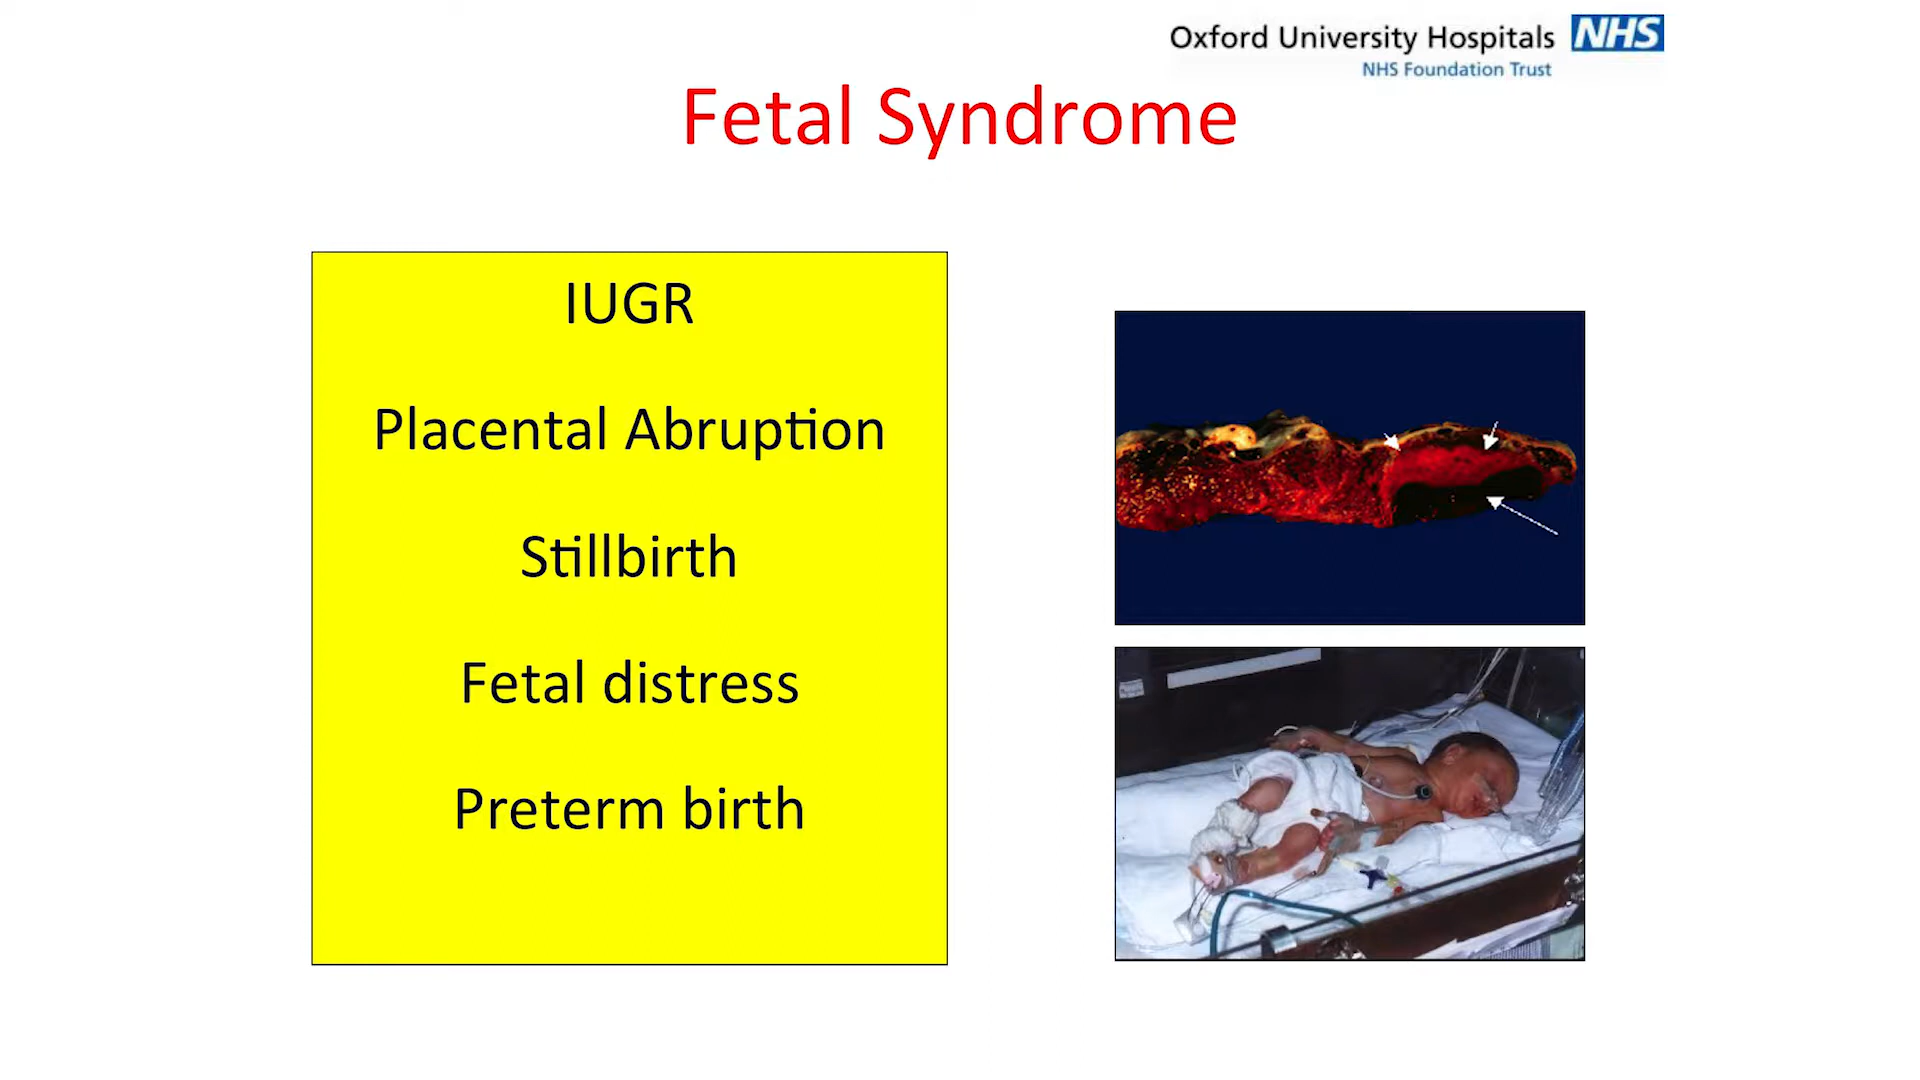 Oxford University Hospitals NHS
NHS Foundation Trust
Fetal Syndrome
IUGR
Placental Abruption
Stillbirth
Fetal distress
Preterm birth